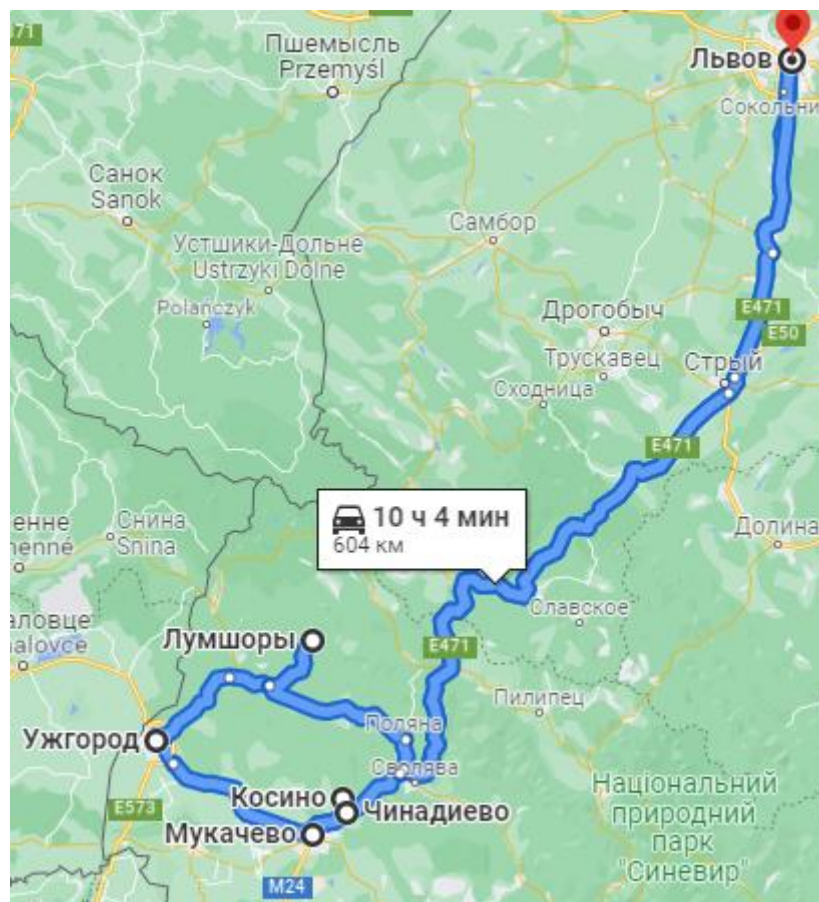 71
Пшемысль
Przemyśl
Львов
Сокольни
Санок
Sanok
Самбор
Устшики-Дольне
Ustrzyki Dolne
Polańczyk
Дрогобыч
E471
E50
Трускавец
Стрый
Сходница
E471
10 ч 4 мин
604 км
енне
nenné
Снина
Snina
Долина
Славское
аловце
alovce
Лумшоры
E471
Пилипец
Поляна
Ужгород
Свалява
Косино
Чинадиево
E573
Мукачево
Національний
природний
парк
"Синевир"
M24